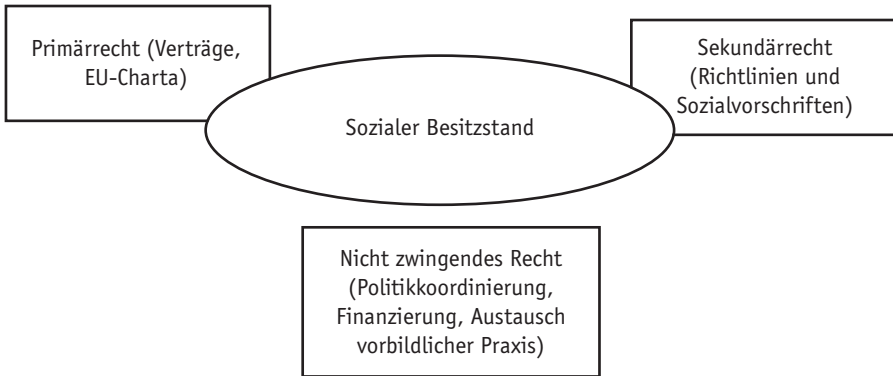 Primärrecht (Verträge,
EU-Charta)
Sekundärrecht
(Richtlinien und
Sozialvorschriften)
Sozialer Besitzstand
Nicht zwingendes Recht
(Politikkoordinierung,
Finanzierung, Austausch
vorbildlicher Praxis)